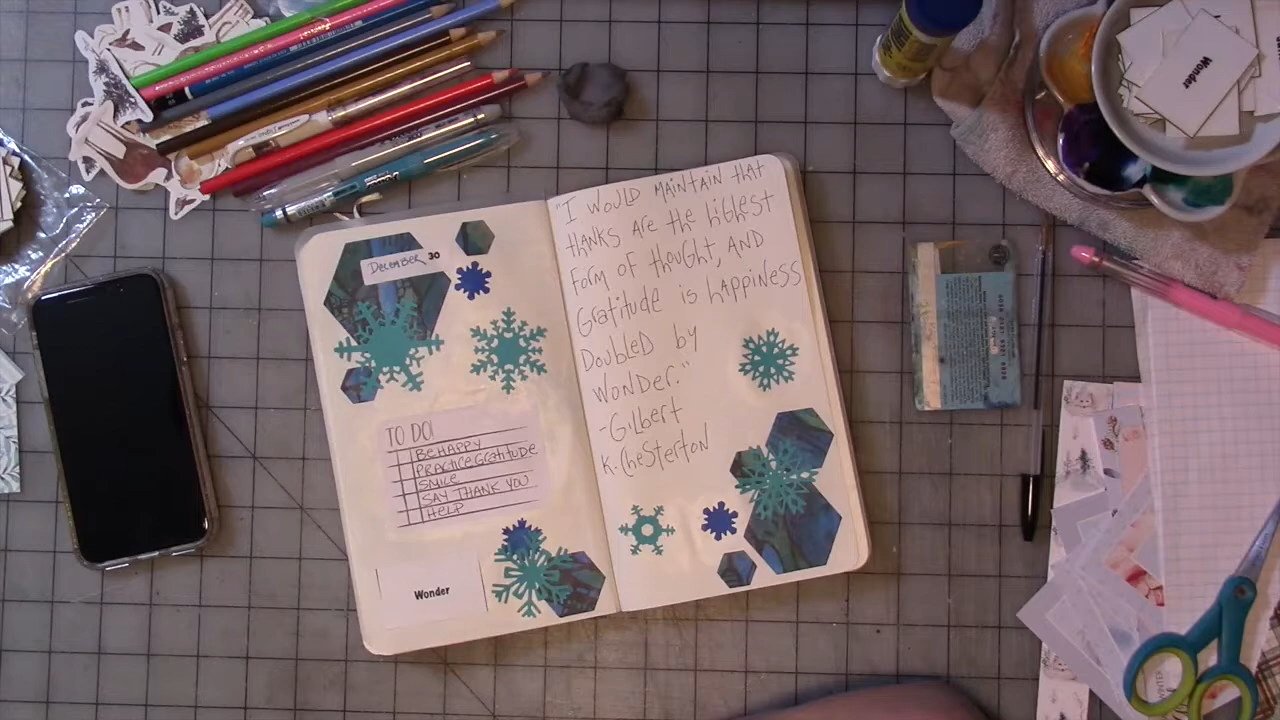 DECEMBER 30
TO DO!
BE HAPPY
PRACTICE GRATITUDE
SMILE
SAY THANK YOU
HELP
Wonder
"I WOULD MAINTAIN THAT
THANKS ARE THE HIGHEST
FORM OF THOUGHT, AND
GRATITUDE IS HAPPINESS
DOUBLED BY
WONDER."
-GILBERT
K. CHESTERTON
Wonder